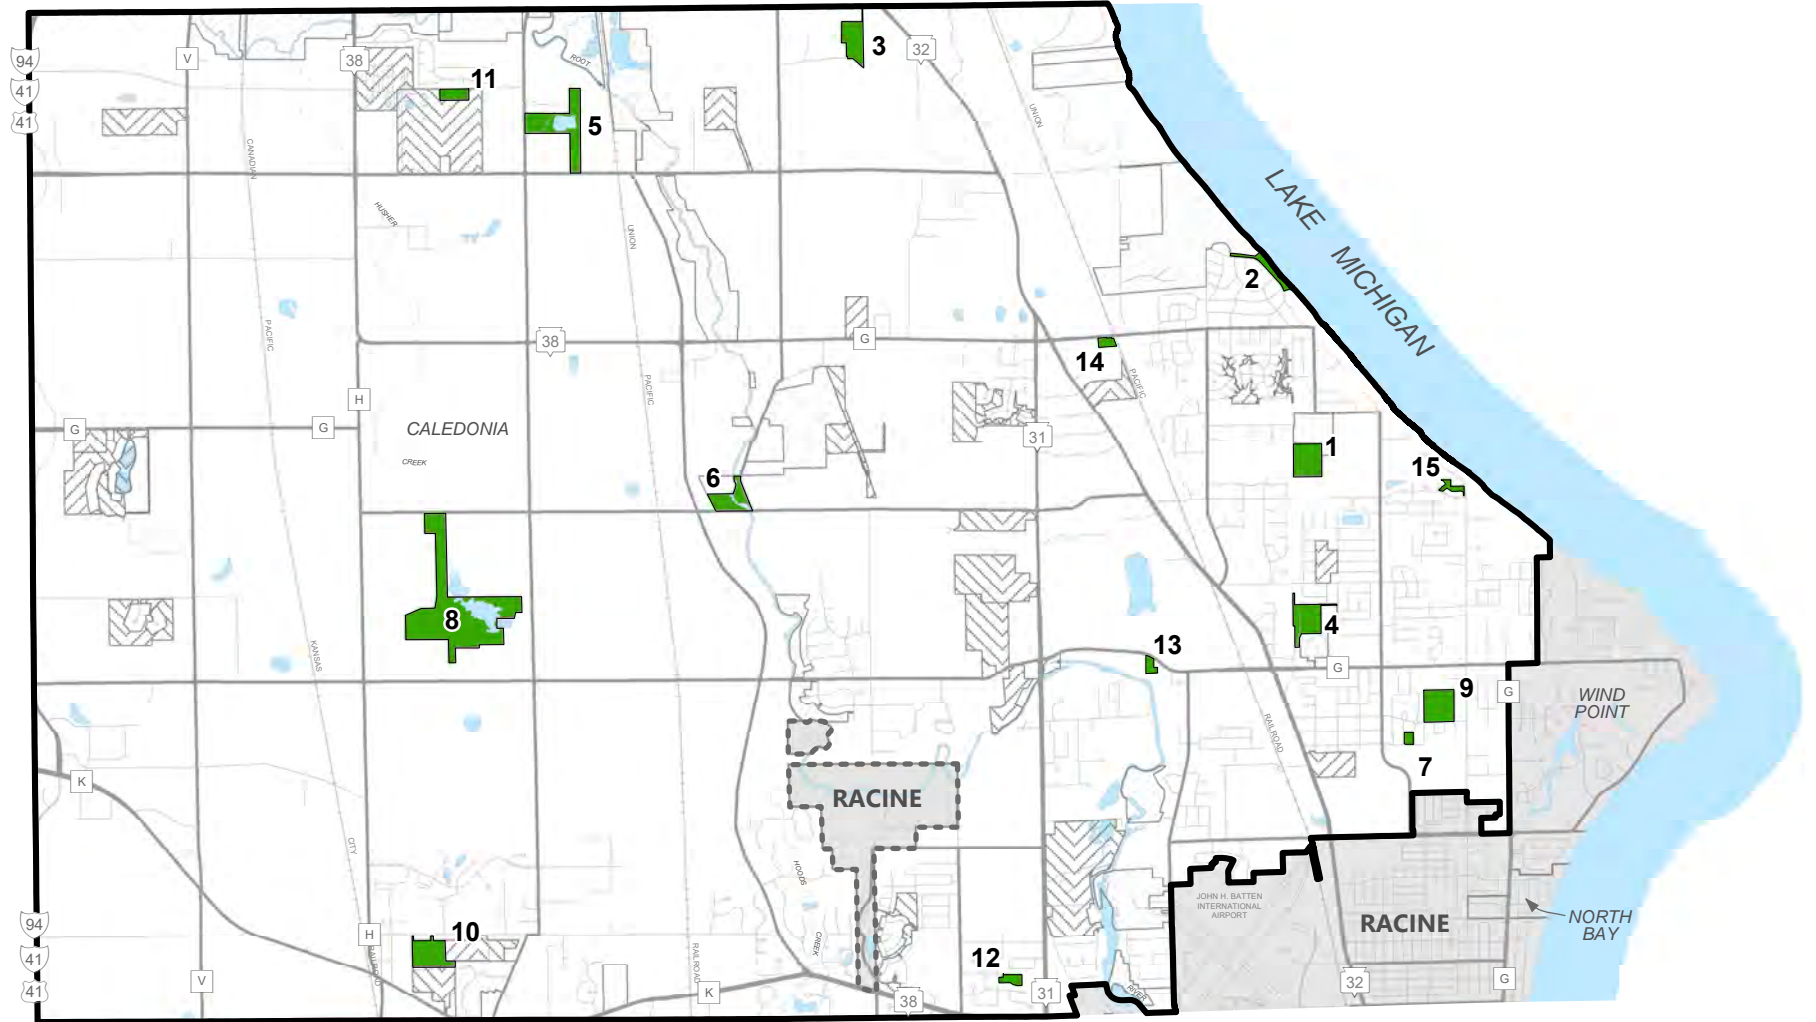 3
32
V
38
94
ROOT
11
41
UNION
5
41
CANADIAN
LAKE
HUSHER
UNION
2
MICHIGAN
PACIFIC
38
G
14
PACIFIC
PACIFIC
H
G
G
CALEDONIA
31
1
CREEK
15
6
8
4
13
KANSAS
G
9
G
WIND
POINT
RAILROAD
7
K
RACINE
CITY
HOODS
JOHN H. BATTEN
INTERNATIONAL
AIRPORT
RACINE
NORTH
BAY
94
H
10
CREEK
41
RAILROAD
RAILROAD
12
V
41
K
38
31
RIVER
32
G